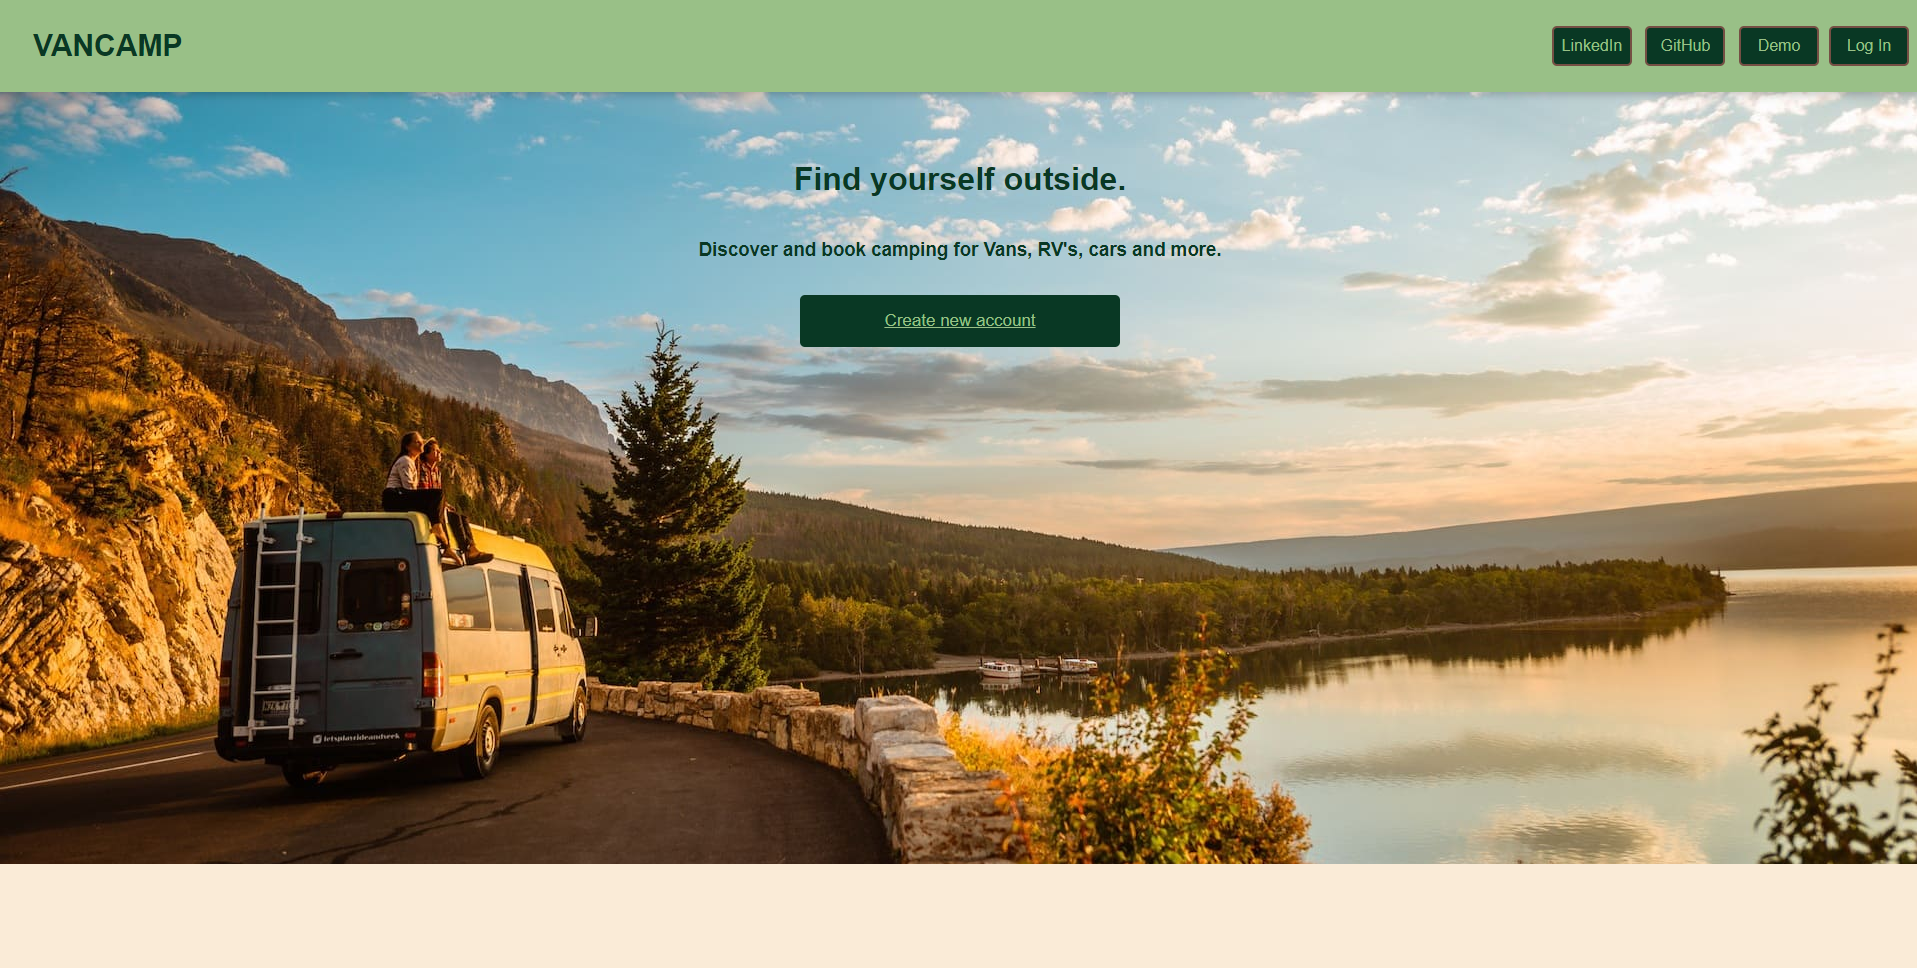 VANCAMP
LinkedIn
GitHub
Demo
Log In
Find yourself outside.
Discover and book camping for Vans, RV's, cars and more.
Create new account
letsplayrideandseek